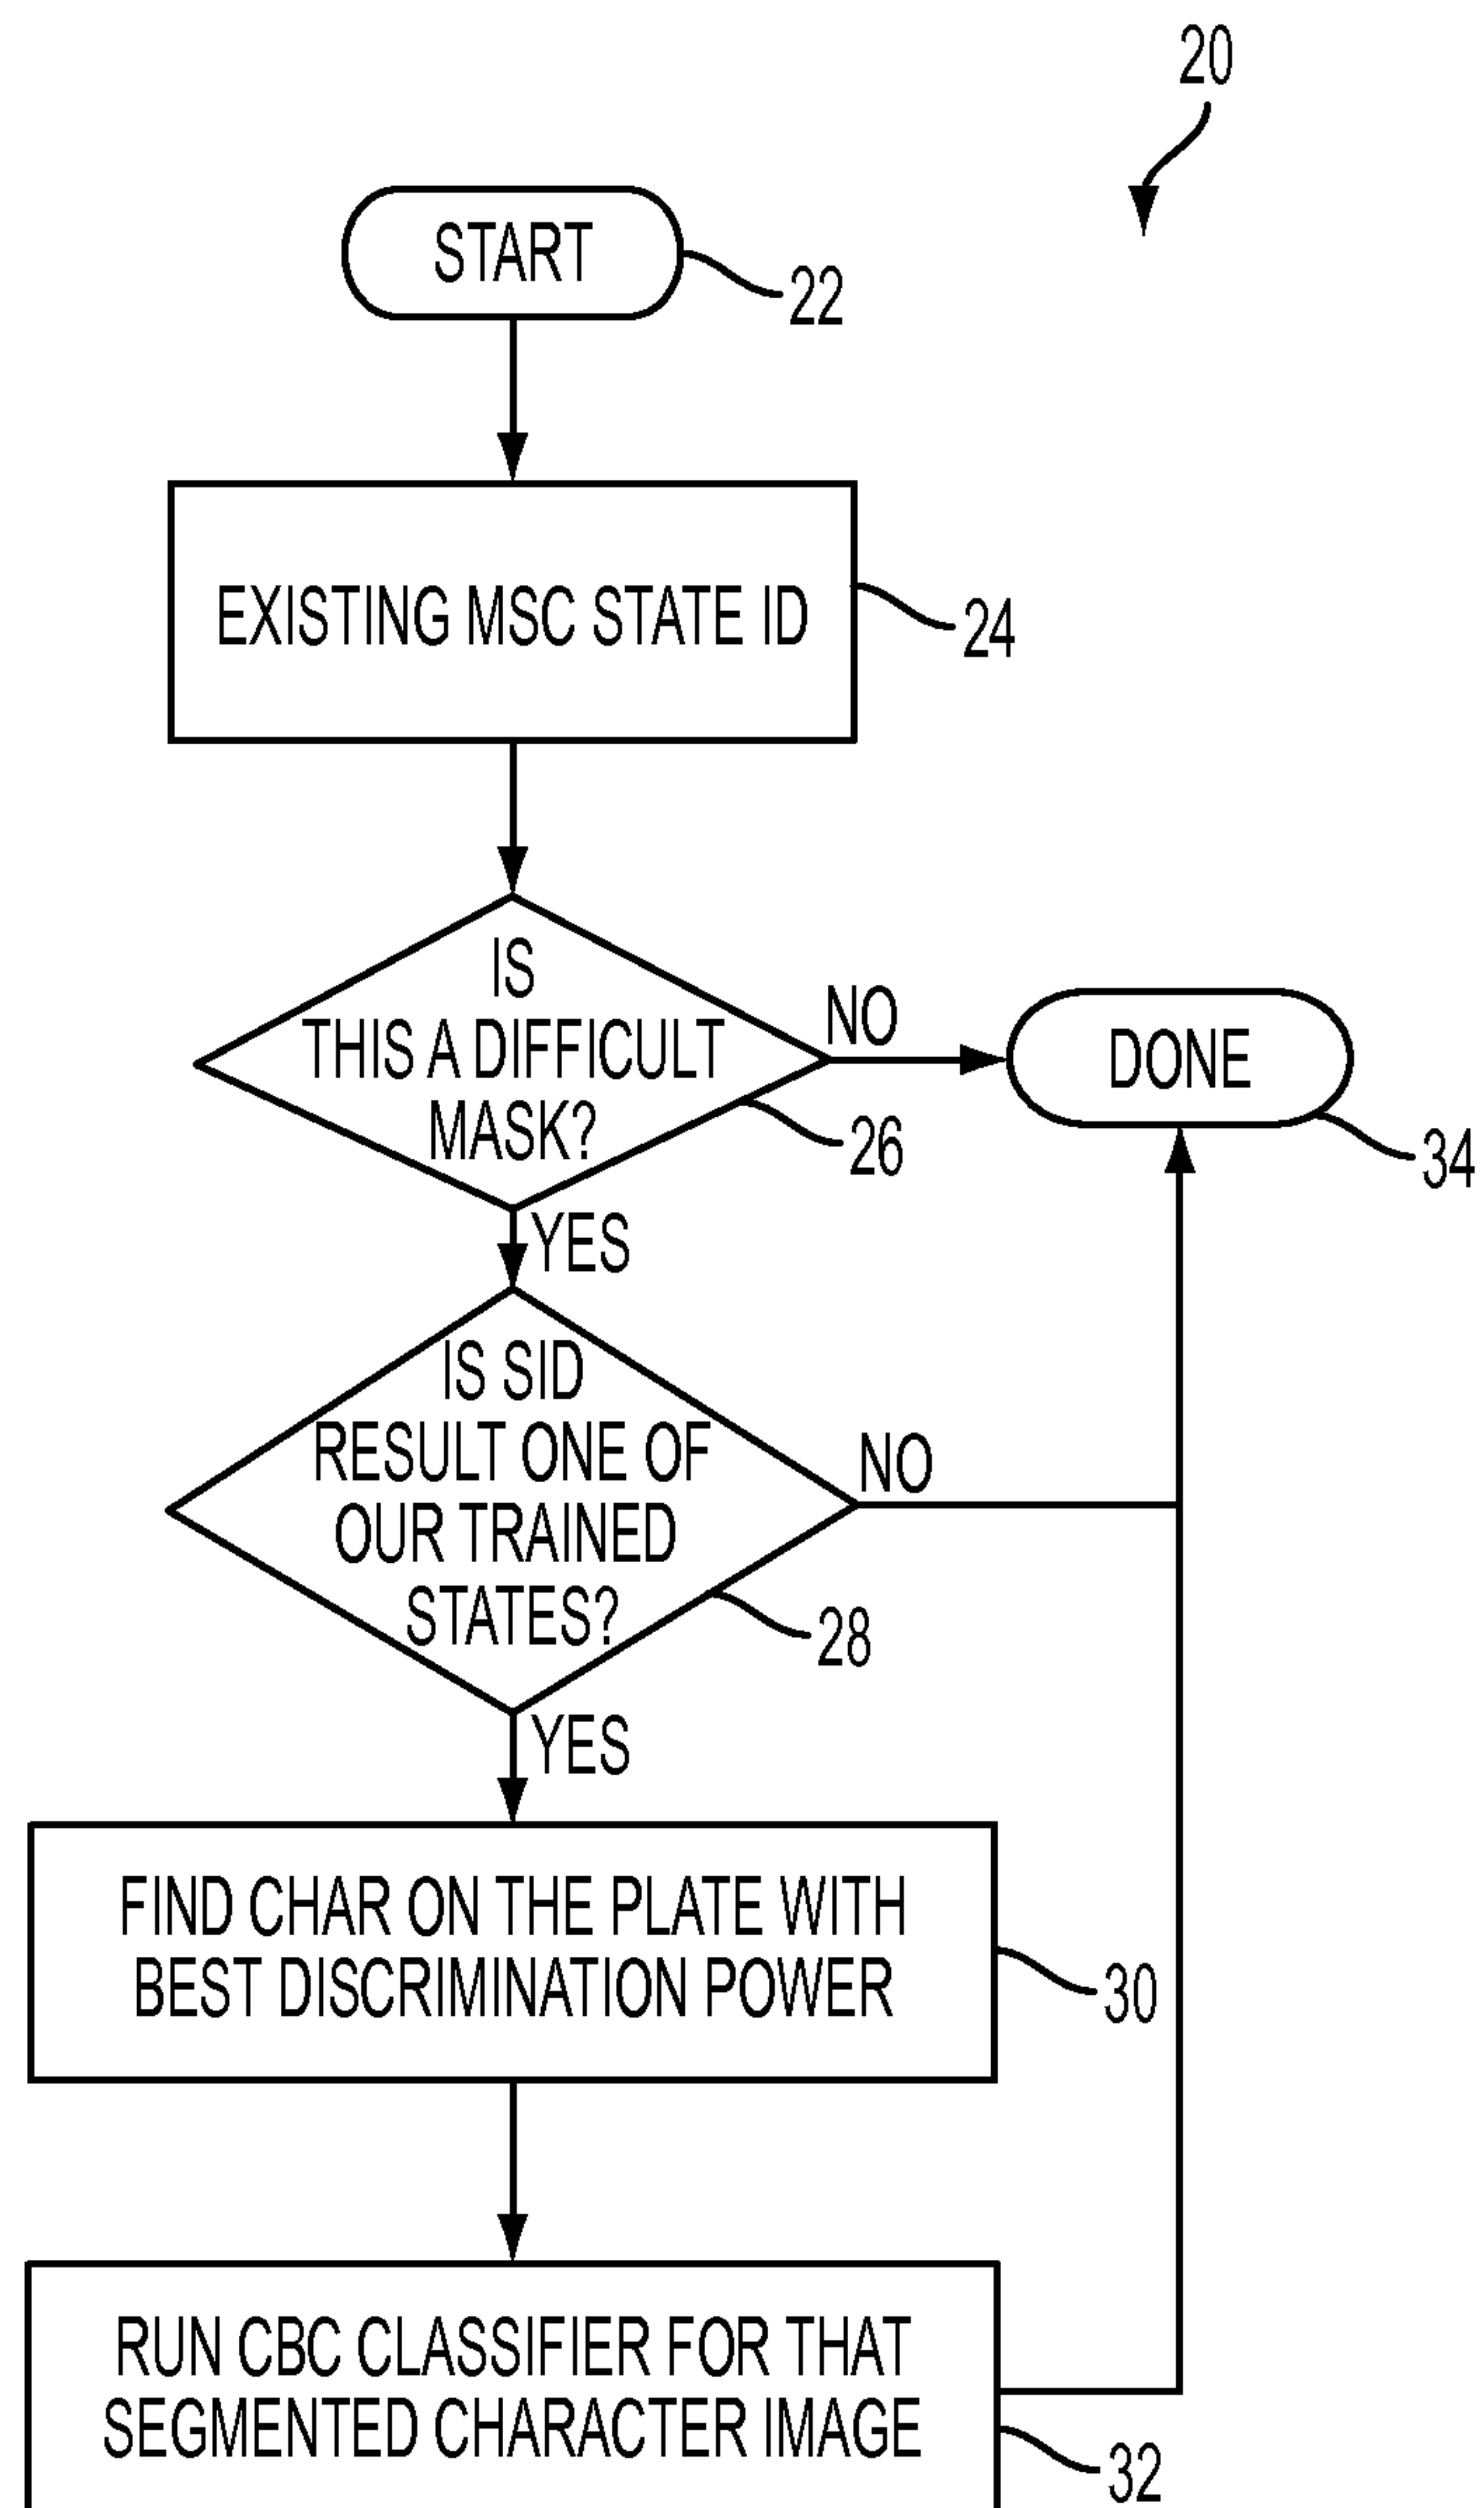 20
START
22
EXISTING MSC STATE ID
24
IS
THIS A DIFFICULT
MASK?
26
NO
DONE
34
YES
IS SID
RESULT ONE OF
OUR TRAINED
STATES?
28
NO
YES
FIND CHAR ON THE PLATE WITH
BEST DISCRIMINATION POWER
30
RUN CBC CLASSIFIER FOR THAT
SEGMENTED CHARACTER IMAGE
32